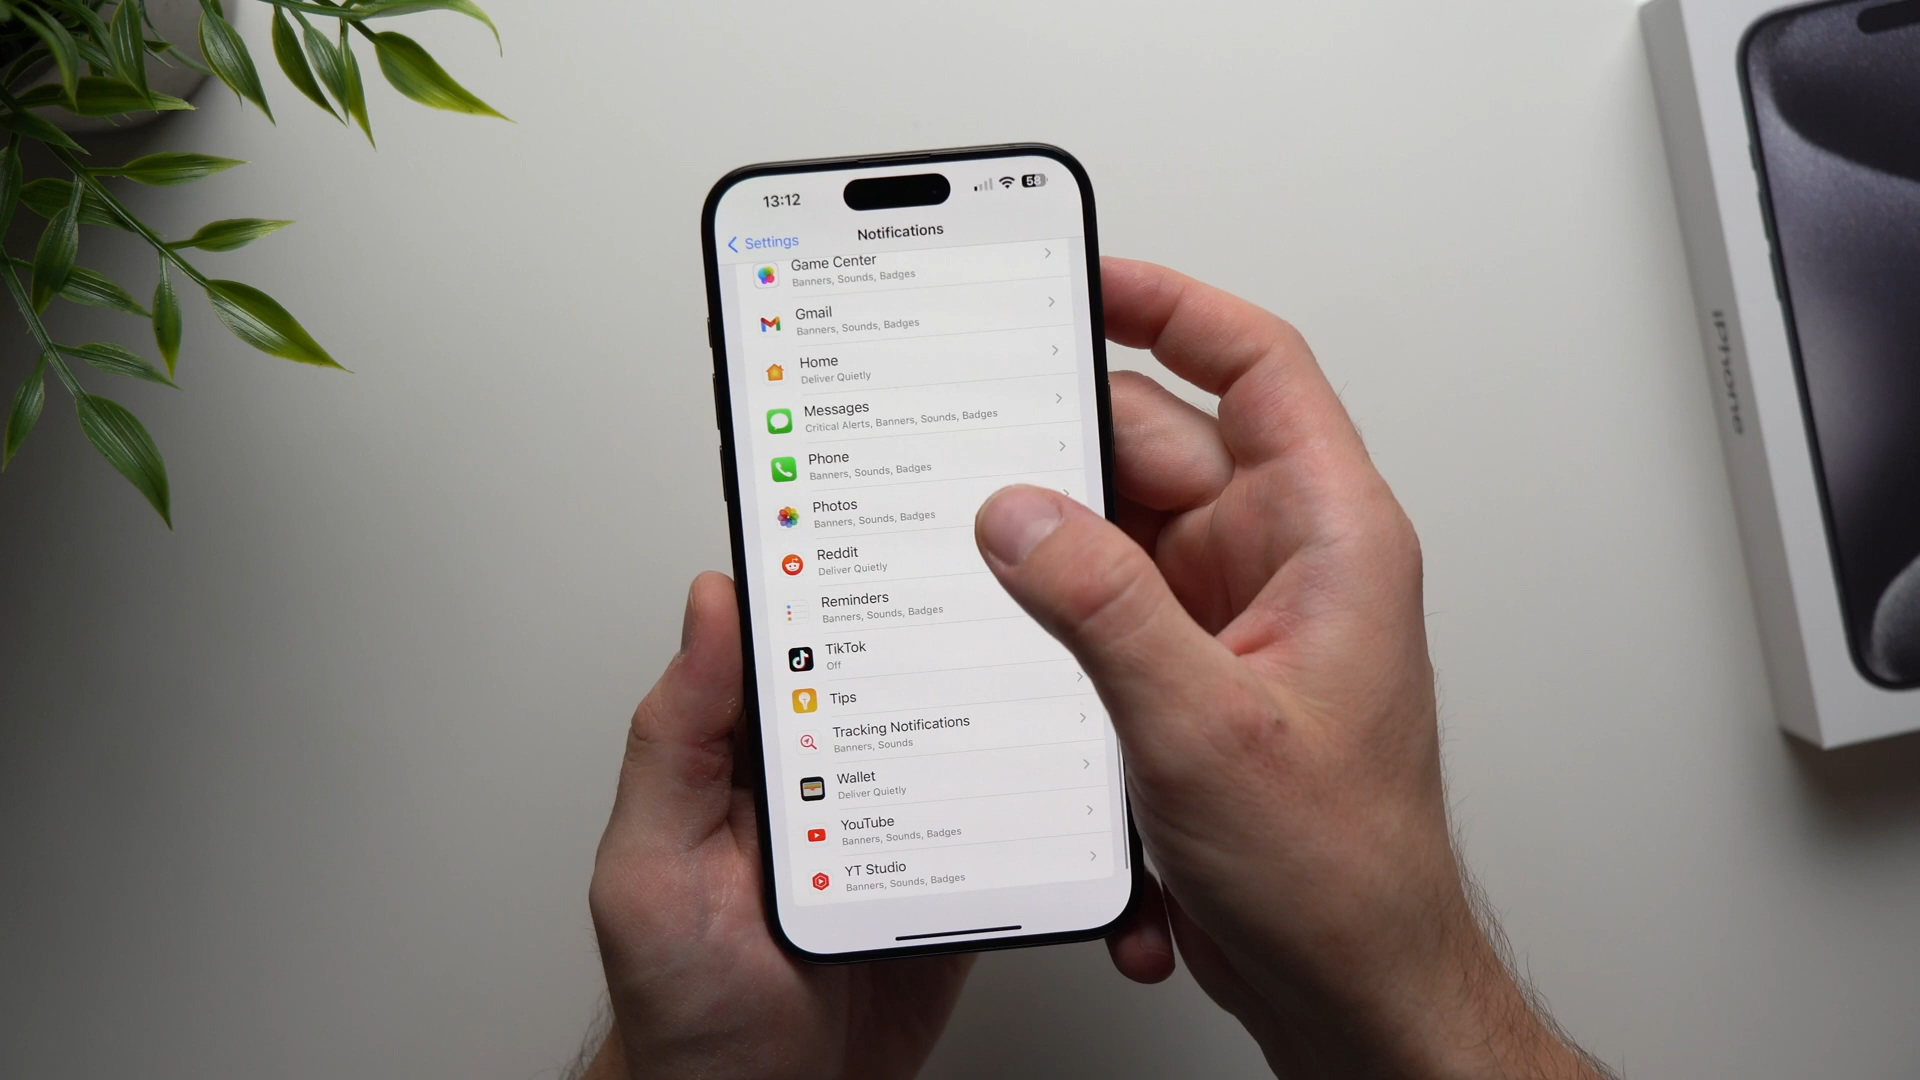 13:12
58
Settings
Notifications
Game Center
Banners, Sounds, Badges
Gmail
Banners, Sounds, Badges
Home
Deliver Quietly
Messages
Critical Alerts, Banners, Sounds, Badges
Phone
Banners, Sounds, Badges
Photos
Banners, Sounds, Badges
Reddit
Deliver Quietly
Reminders
Banners, Sounds, Badges
TikTok
Off
Tips
Tracking Notifications
Banners, Sounds
Wallet
Deliver Quietly
YouTube
Banners, Sounds, Badges
YT Studio
Banners, Sounds, Badges
iPhone